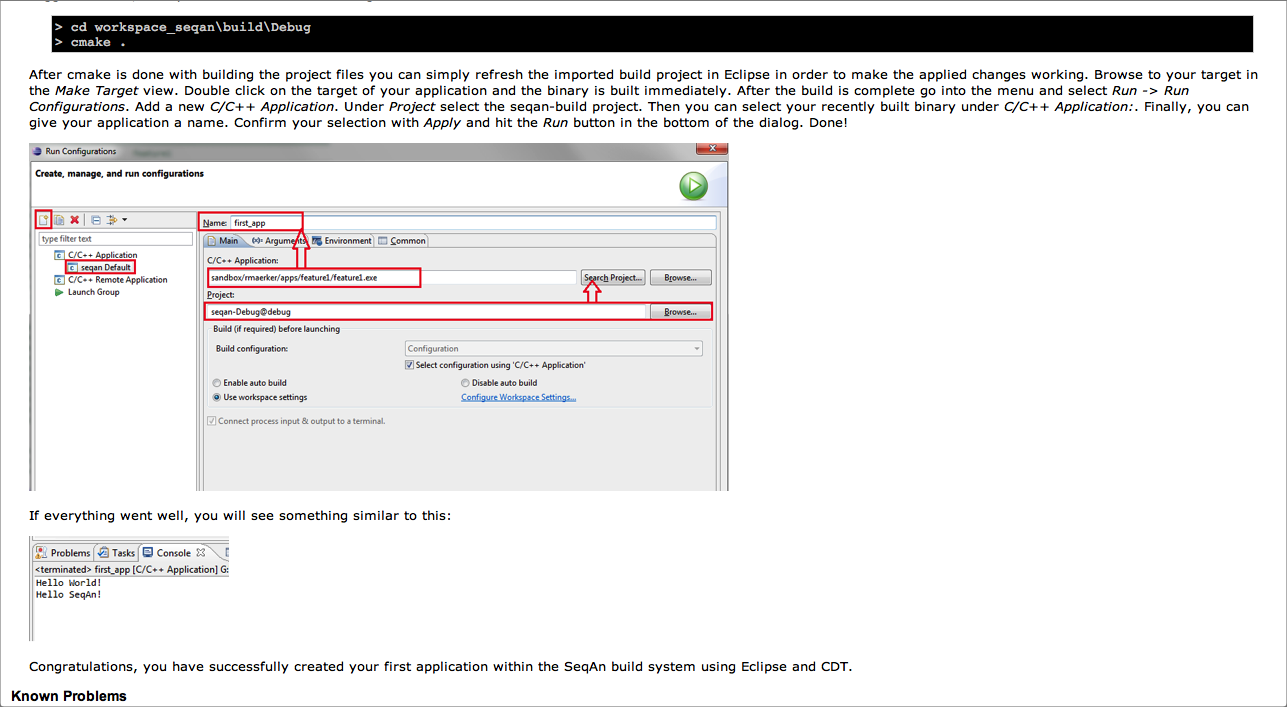 > cd workspace_seqan\build\Debug
> cmake .
After cmake is done with building the project files you can simply refresh the imported build project in Eclipse in order to make the applied changes working. Browse to your target in
the Make Target view. Double click on the target of your application and the binary is built immediately. After the build is complete go into the menu and select Run -> Run
Configurations. Add a new C/C++ Application. Under Project select the seqan-build project. Then you can select your recently built binary under C/C++ Application:. Finally, you can
give your application a name. Confirm your selection with Apply and hit the Run button in the bottom of the dialog. Done!
Run Configurations
Create, manage, and run configurations
type filter text
C/C++ Application
seqan Default
C/C++ Remote Application
Launch Group
Name: first_app
Main (x)= Arguments Environment Common
C/C++ Application:
sandbox/rmaerker/apps/feature1/feature1.exe Search Project... Browse...
Project:
seqan-Debug@debug Browse...
Build (if required) before launching
Build configuration: Configuration
Select configuration using 'C/C++ Application'
Enable auto build Disable auto build
Use workspace settings Configure Workspace Settings...
Connect process input & output to a terminal.
If everything went well, you will see something similar to this:
Problems Tasks Console
<terminated> first_app [C/C++ Application] G:
Hello World!
Hello SeqAn!
Congratulations, you have successfully created your first application within the SeqAn build system using Eclipse and CDT.
Known Problems